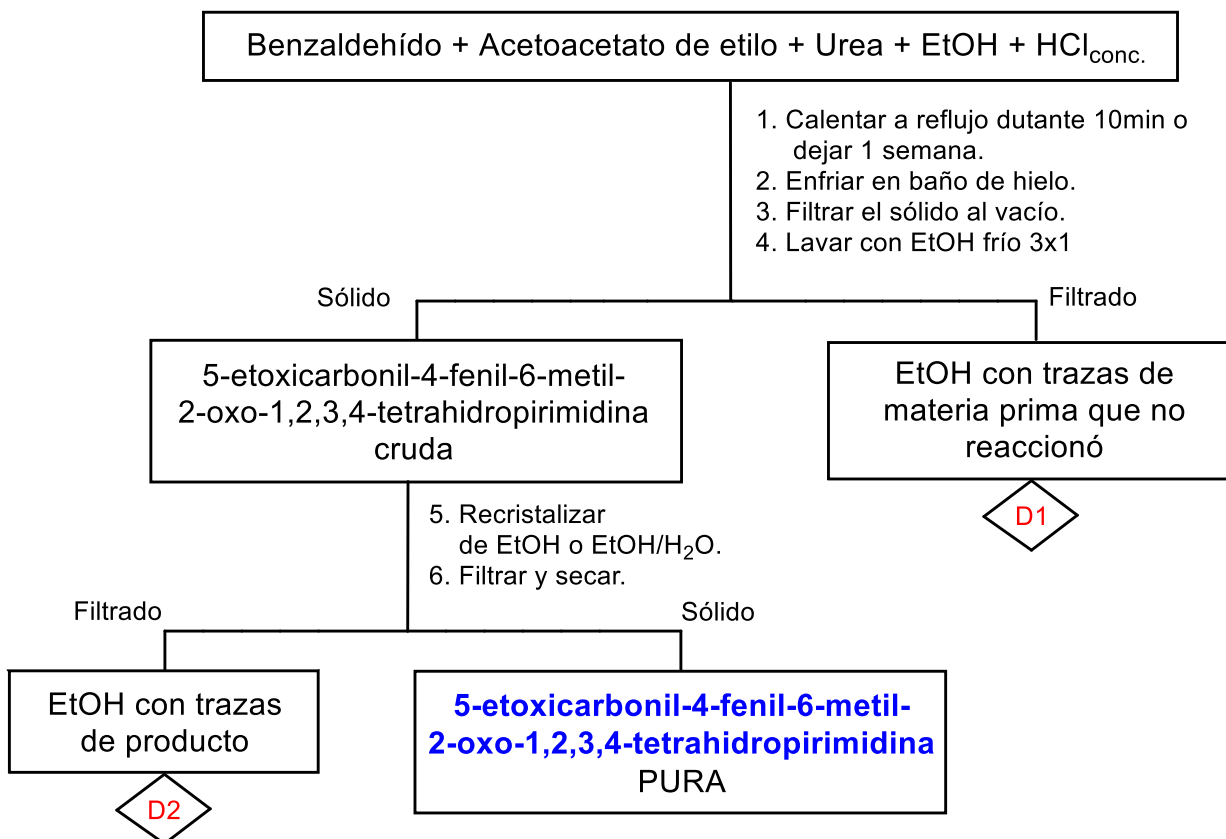 Benzaldehído + Acetoacetato de etilo + Urea + EtOH + HCl conc.
1. Calentar a reflujo dutante 10min o
dejar 1 semana.
2. Enfriar en baño de hielo.
3. Filtrar el sólido al vacío.
4. Lavar con EtOH frío 3x1
Sólido
Filtrado
5-etoxicarbonil-4-fenil-6-metil-
2-oxo-1,2,3,4-tetrahidropirimidina
cruda
EtOH con trazas de
materia prima que no
reaccionó
D1
5. Recristalizar
de EtOH o EtOH/H₂O.
6. Filtrar y secar.
Filtrado
Sólido
EtOH con trazas
de producto
D2
5-etoxicarbonil-4-fenil-6-metil-
2-oxo-1,2,3,4-tetrahidropirimidina
PURA